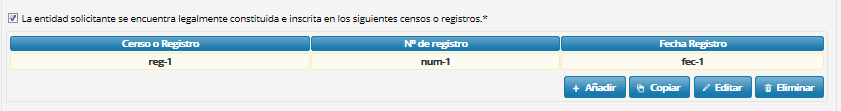 La entidad solicitante se encuentra legalmente constituida e inscrita en los siguientes censos o registros.*
Censo o Registro Nº de registro Fecha Registro
reg-1 num-1 fec-1
Añadir Copiar Editar Eliminar